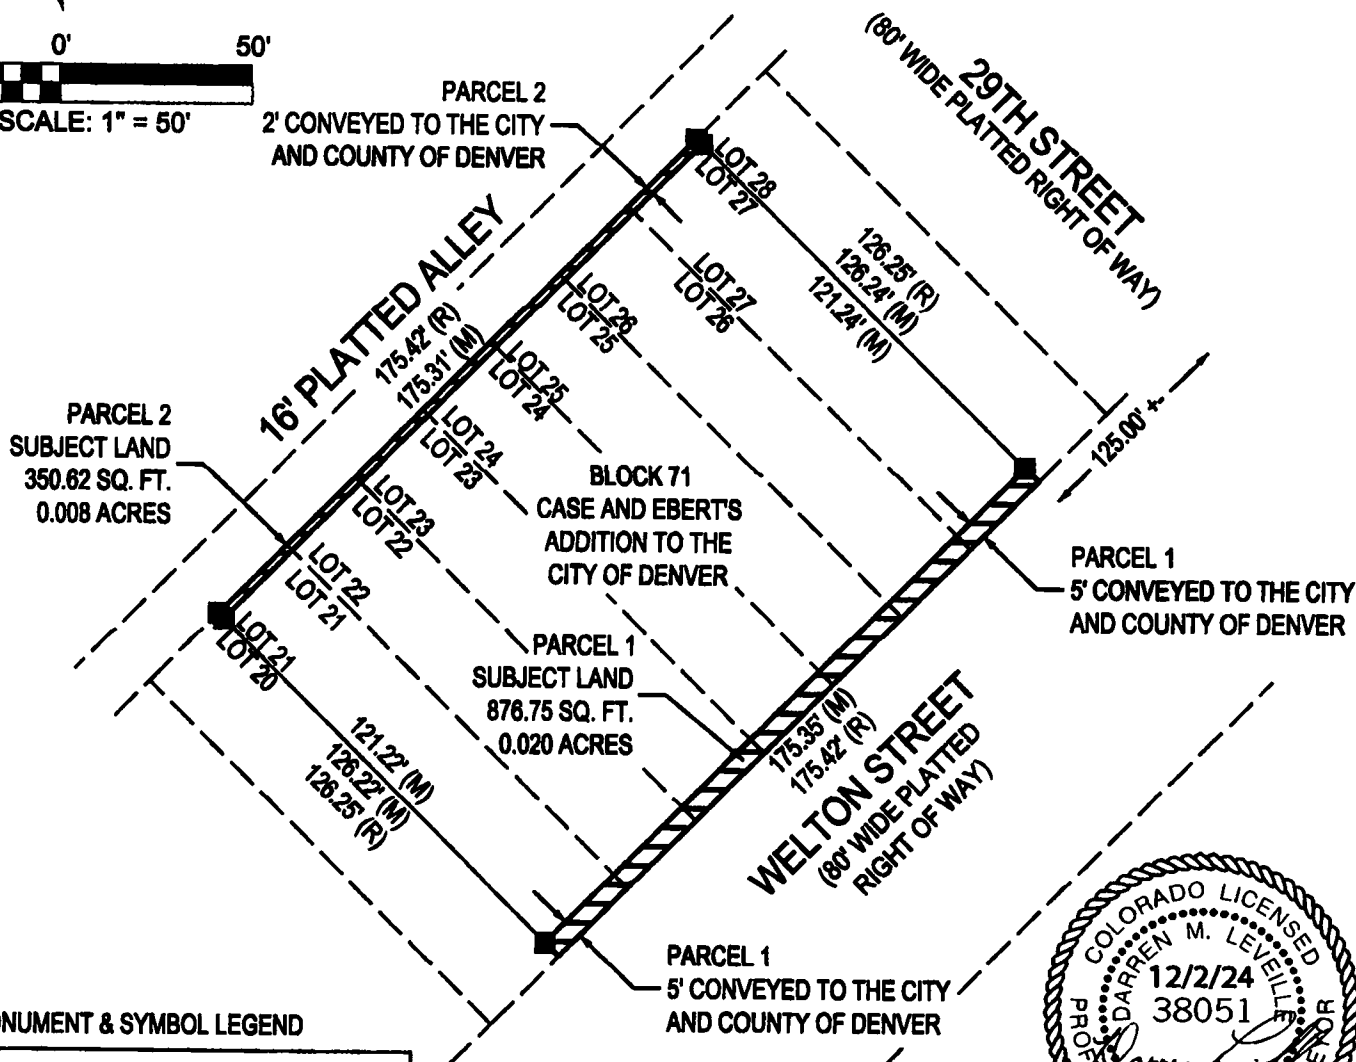 0' 50'
SCALE: 1" = 50'
PARCEL 2
2' CONVEYED TO THE CITY
AND COUNTY OF DENVER
29TH STREET
(80' WIDE PLATTED RIGHT OF WAY)
16' PLATTED ALLEY
175.42' (R)
175.31' (M)
LOT 28
LOT 27
LOT 27
LOT 26
LOT 26
LOT 25
LOT 25
LOT 24
LOT 24
LOT 23
LOT 23
LOT 22
LOT 22
LOT 21
LOT 21
LOT 20
126.25' (R)
126.24' (M)
121.24' (M)
125.00' +-
PARCEL 2
SUBJECT LAND
350.62 SQ. FT.
0.008 ACRES
BLOCK 71
CASE AND EBERT'S
ADDITION TO THE
CITY OF DENVER
PARCEL 1
5' CONVEYED TO THE CITY
AND COUNTY OF DENVER
PARCEL 1
SUBJECT LAND
876.75 SQ. FT.
0.020 ACRES
175.35' (M)
175.42' (R)
WELTON STREET
(80' WIDE PLATTED
RIGHT OF WAY)
121.22' (M)
126.22' (M)
126.25' (R)
PARCEL 1
5' CONVEYED TO THE CITY
AND COUNTY OF DENVER
COLORADO LICENSED
DARREN M. LEVEILLE
12/2/24
38051
NUMENT & SYMBOL LEGEND